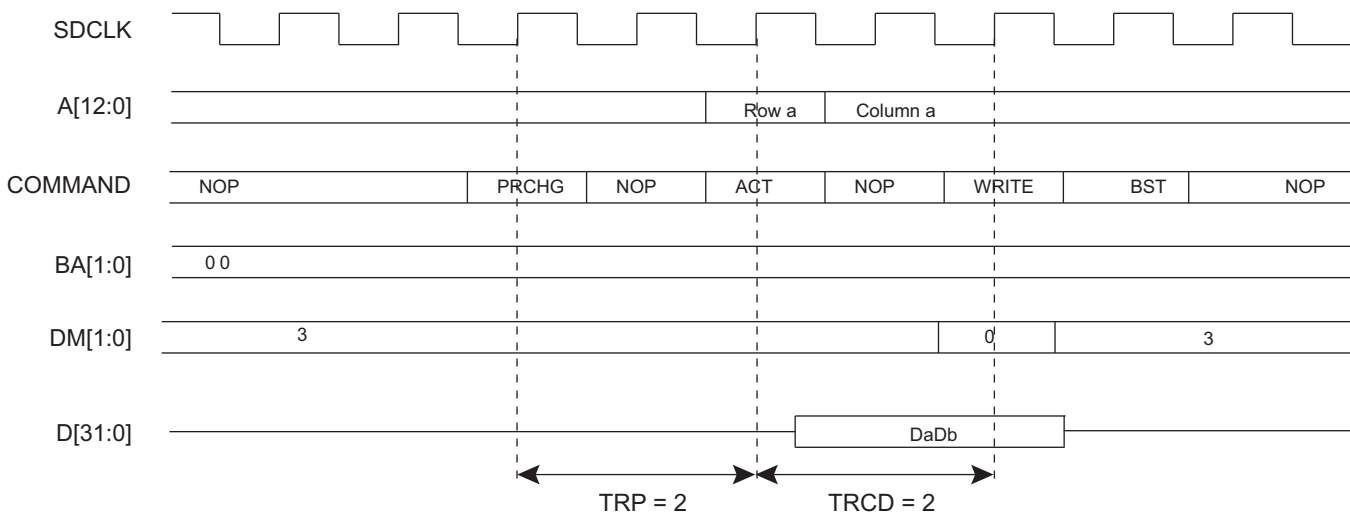 SDCLK
A[12:0] Row a Column a
COMMAND NOP PRCHG NOP ACT NOP WRITE BST NOP
BA[1:0] 0 0
DM[1:0] 3 0 3
D[31:0] DaDb
TRP = 2 TRCD = 2